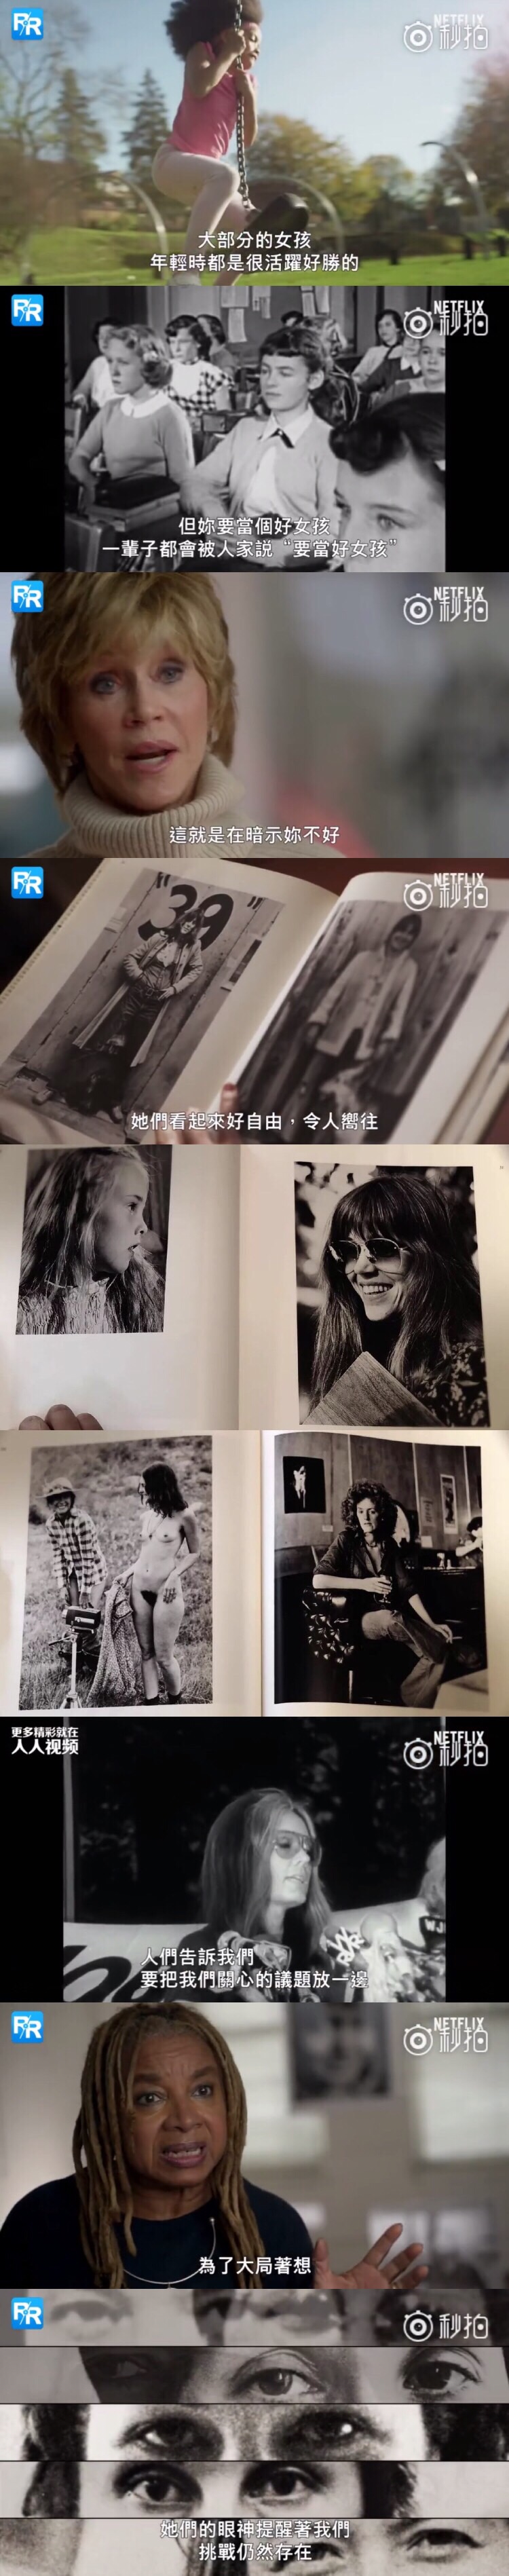 R/R
NETFLIX
秒拍
大部分的女孩
年輕時都是很活躍好勝的
R/R
NETFLIX
秒拍
但妳要當個好女孩
一輩子都會被人家説“要當好女孩”
R/R
NETFLIX
秒拍
這就是在暗示妳不好
R/R
NETFLIX
秒拍
"39"
她們看起來好自由，令人嚮往
更多精彩就在
人人视频
NETFLIX
秒拍
人們告訴我們
要把我們關心的議題放一邊
R/R
NETFLIX
秒拍
為了大局著想
R/R
秒拍
她們的眼神提醒著我們
挑戰仍然存在